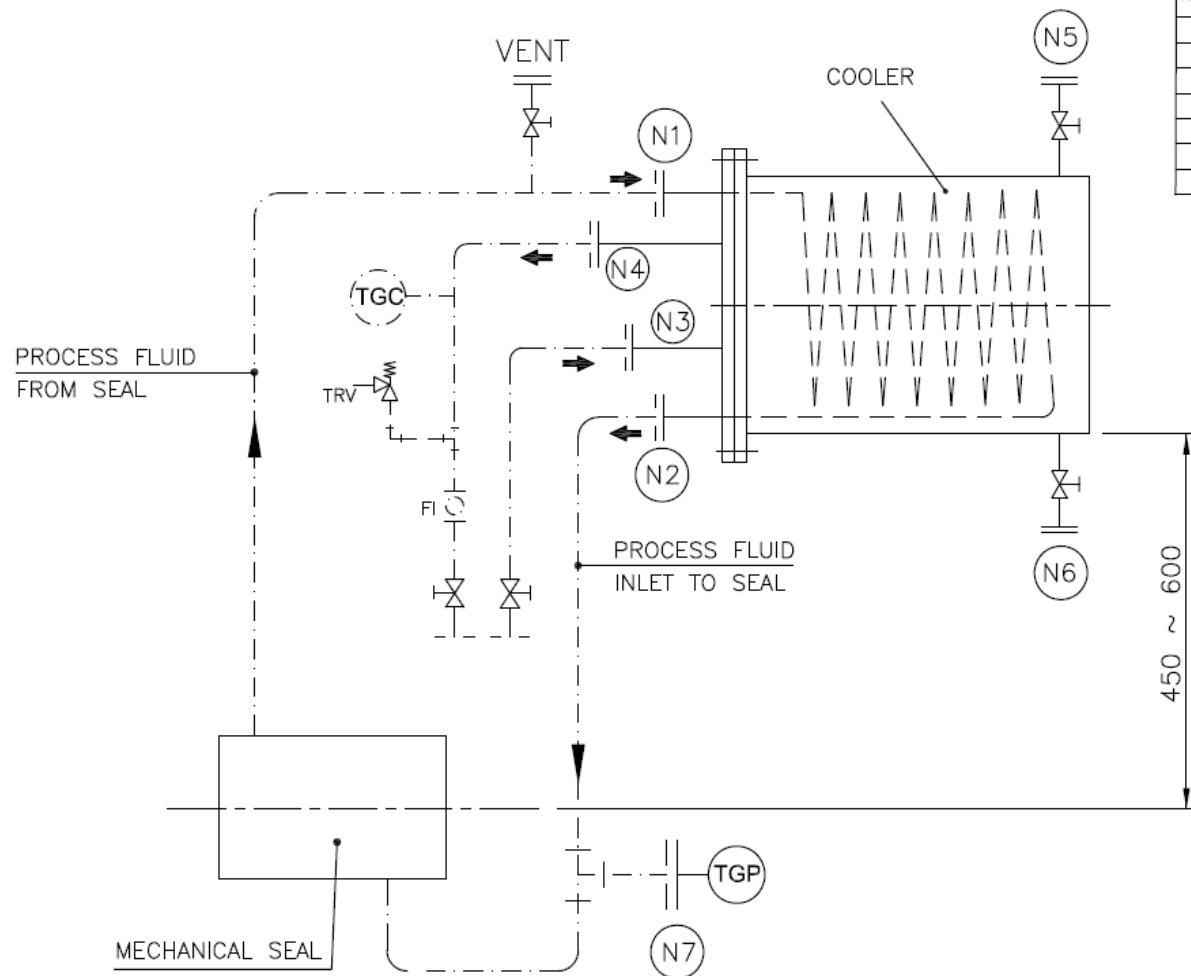 VENT
N5
COOLER
N1
N4
TGC
N3
PROCESS FLUID
FROM SEAL
TRV
N2
FI
PROCESS FLUID
INLET TO SEAL
N6
450 ~ 600
TGP
MECHANICAL SEAL
N7